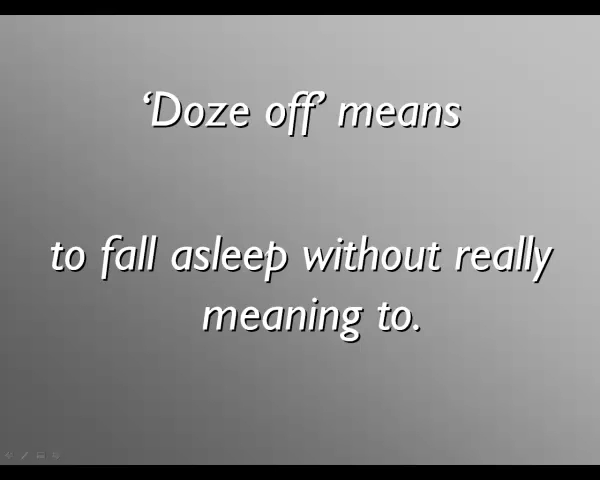 ‘Doze off’ means
to fall asleep without really
meaning to.